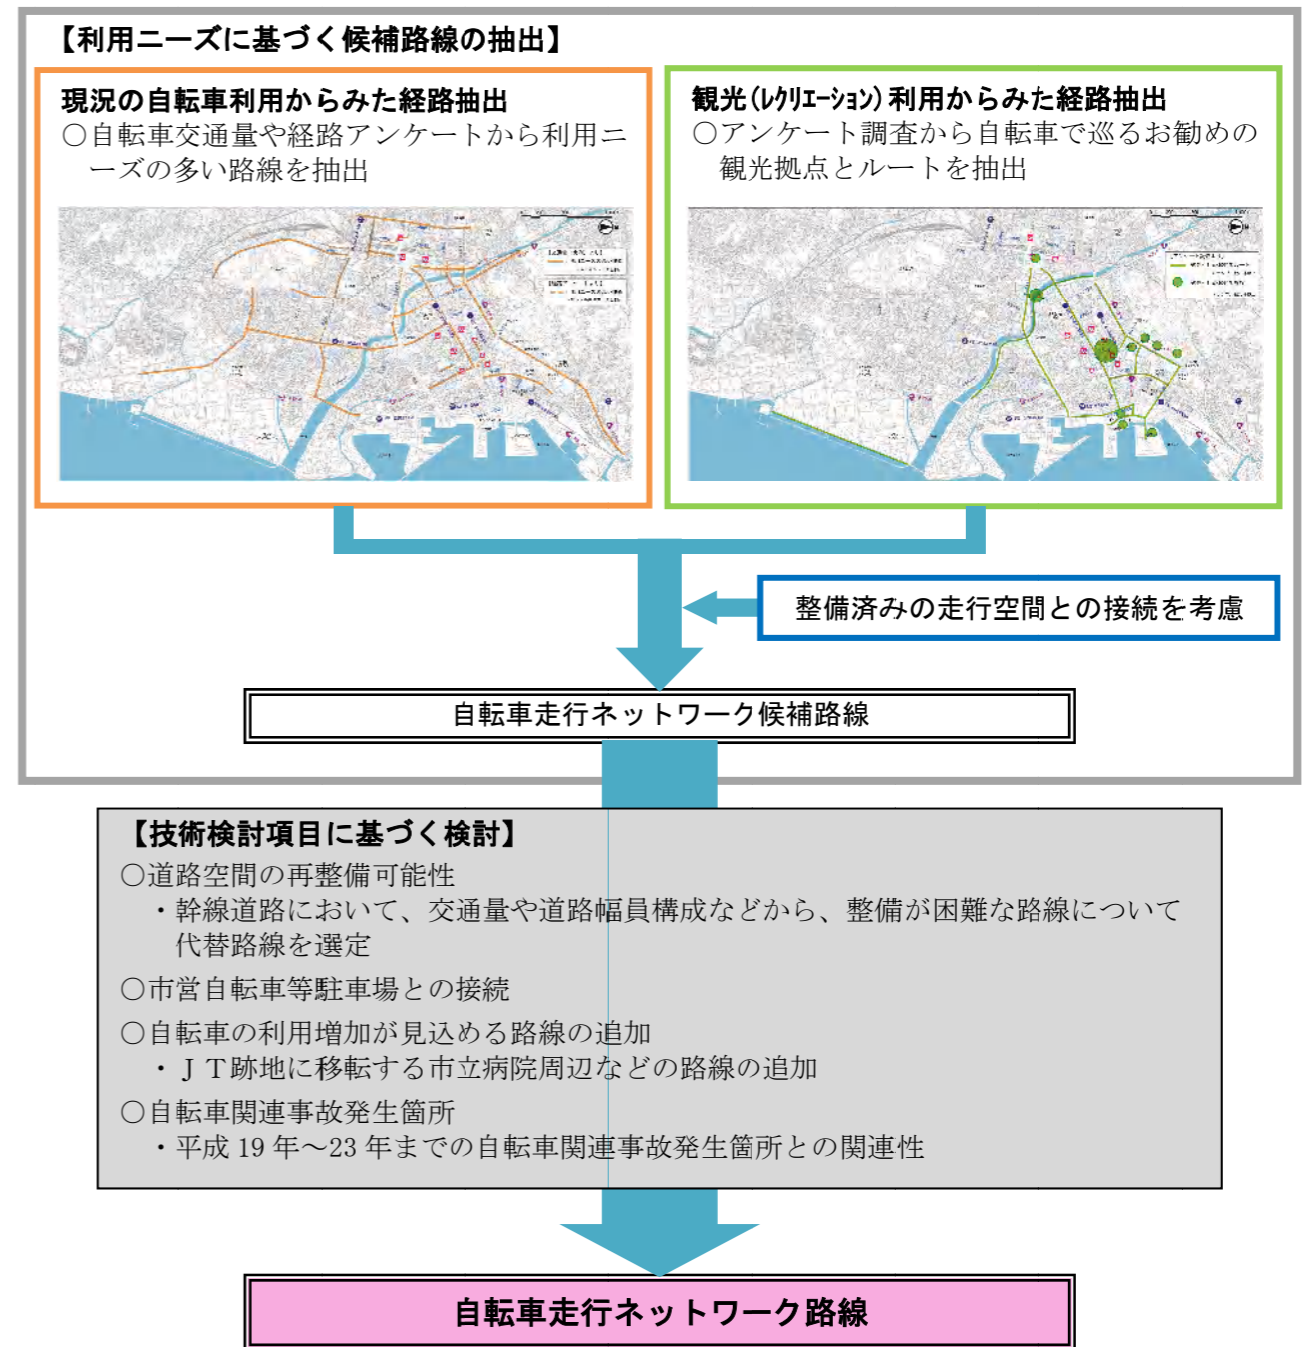 【利用ニーズに基づく候補路線の抽出】
現況の自転車利用からみた経路抽出
○自転車交通量や経路アンケートから利用ニ
ーズの多い路線を抽出
観光(ﾚｸﾘｴｰｼｮﾝ)利用からみた経路抽出
○アンケート調査から自転車で巡るお勧めの
観光拠点とルートを抽出
整備済みの走行空間との接続を考慮
自転車走行ネットワーク候補路線
【技術検討項目に基づく検討】
○道路空間の再整備可能性
・幹線道路において、交通量や道路幅員構成などから、整備が困難な路線について
代替路線を選定
○市営自転車等駐車場との接続
○自転車の利用増加が見込める路線の追加
・ＪＴ跡地に移転する市立病院周辺などの路線の追加
○自転車関連事故発生箇所
・平成 19 年～23 年までの自転車関連事故発生箇所との関連性
自転車走行ネットワーク路線